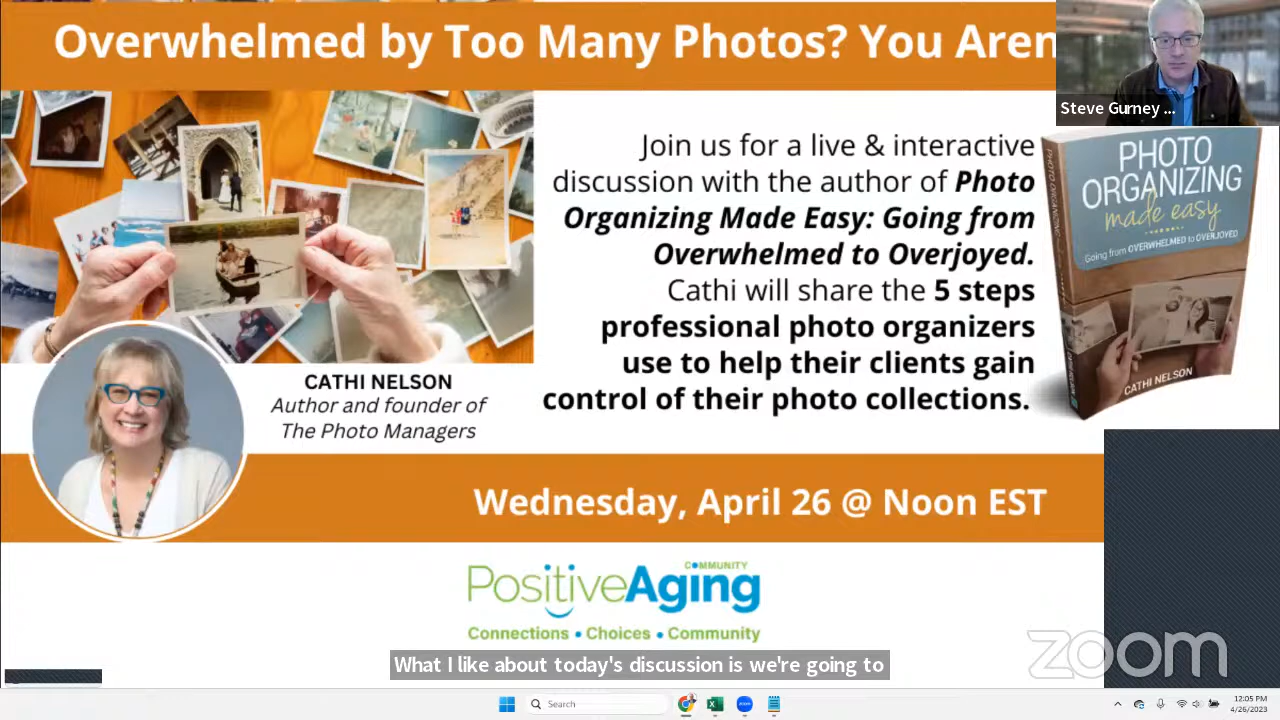 Overwhelmed by Too Many Photos? You Aren
Steve Gurney ...
Join us for a live & interactive
discussion with the author of Photo
Organizing Made Easy: Going from
Overwhelmed to Overjoyed.
Cathi will share the 5 steps
professional photo organizers
use to help their clients gain
control of their photo collections.
PHOTO
ORGANIZING
made easy
Going from OVERWHELMED to OVERJOYED
CATHI NELSON
CATHI NELSON
Author and founder of
The Photo Managers
Wednesday, April 26 @ Noon EST
COMMUNITY
PositiveAging
Connections • Choices • Community
What I like about today's discussion is we're going to
zoom
Search
12:05 PM
4/26/2023